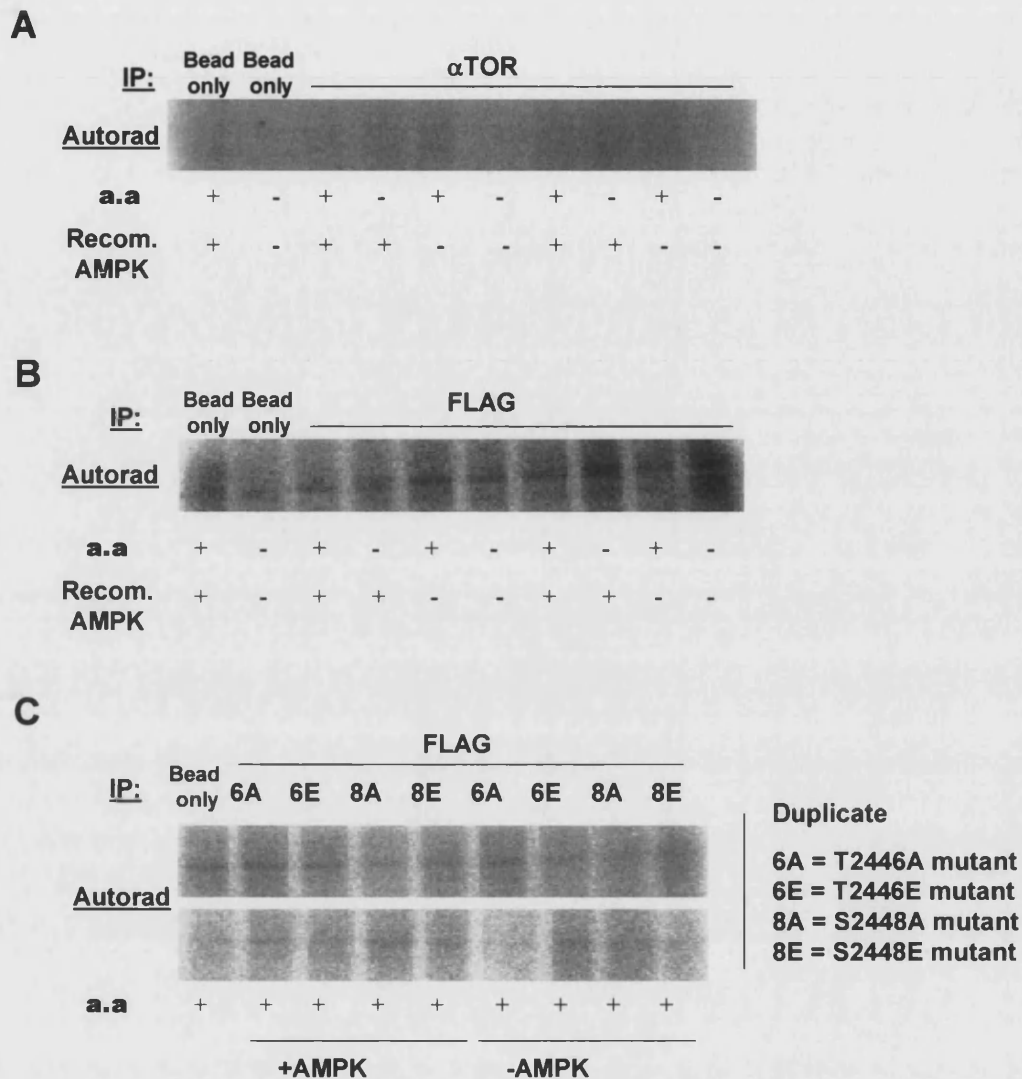 A
IP: Bead only Bead only αTOR
Autorad
a.a + - + - + - + - + -
Recom. AMPK + - + + - - + + - -
B
IP: Bead only Bead only FLAG
Autorad
a.a + - + - + - + - + -
Recom. AMPK + - + + - - + + - -
C
FLAG
IP: Bead only 6A 6E 8A 8E 6A 6E 8A 8E
Autorad
a.a + + + + + + + + +
+AMPK -AMPK
Duplicate
6A = T2446A mutant
6E = T2446E mutant
8A = S2448A mutant
8E = S2448E mutant